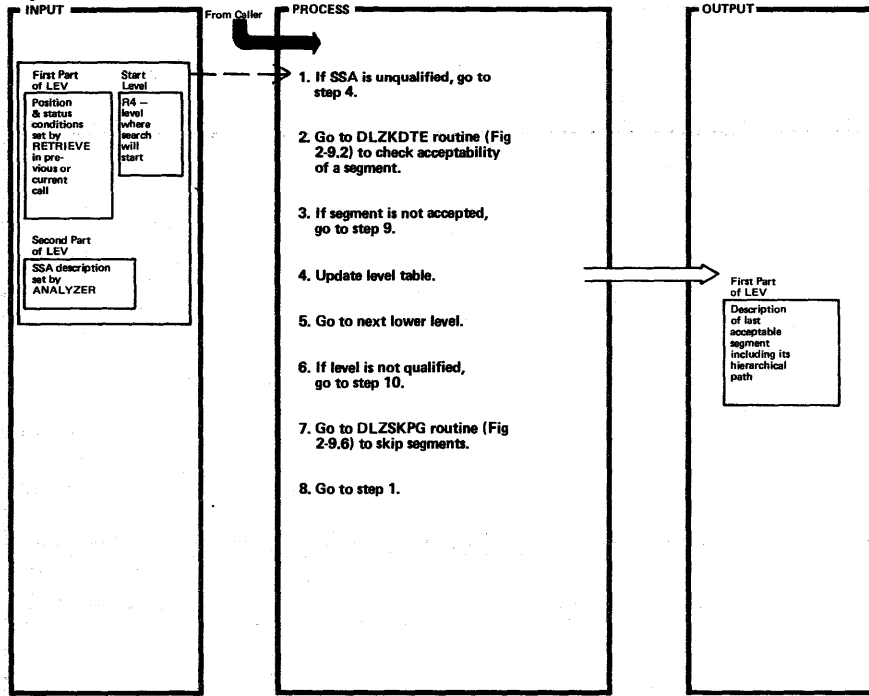 INPUT
From Caller
PROCESS
OUTPUT
First Part
of LEV
Start
Level
Position
& status
conditions
set by
RETRIEVE
in pre-
vious or
current
call
R4 —
level
where
search
will
start
Second Part
of LEV
SSA description
set by
ANALYZER
1. If SSA is unqualified, go to
step 4.
2. Go to DLZKDTE routine (Fig
2-9.2) to check acceptability
of a segment.
3. If segment is not accepted,
go to step 9.
4. Update level table.
5. Go to next lower level.
6. If level is not qualified,
go to step 10.
7. Go to DLZSKPG routine (Fig
2-9.6) to skip segments.
8. Go to step 1.
First Part
of LEV
Description
of last
acceptable
segment
including its
hierarchical
path